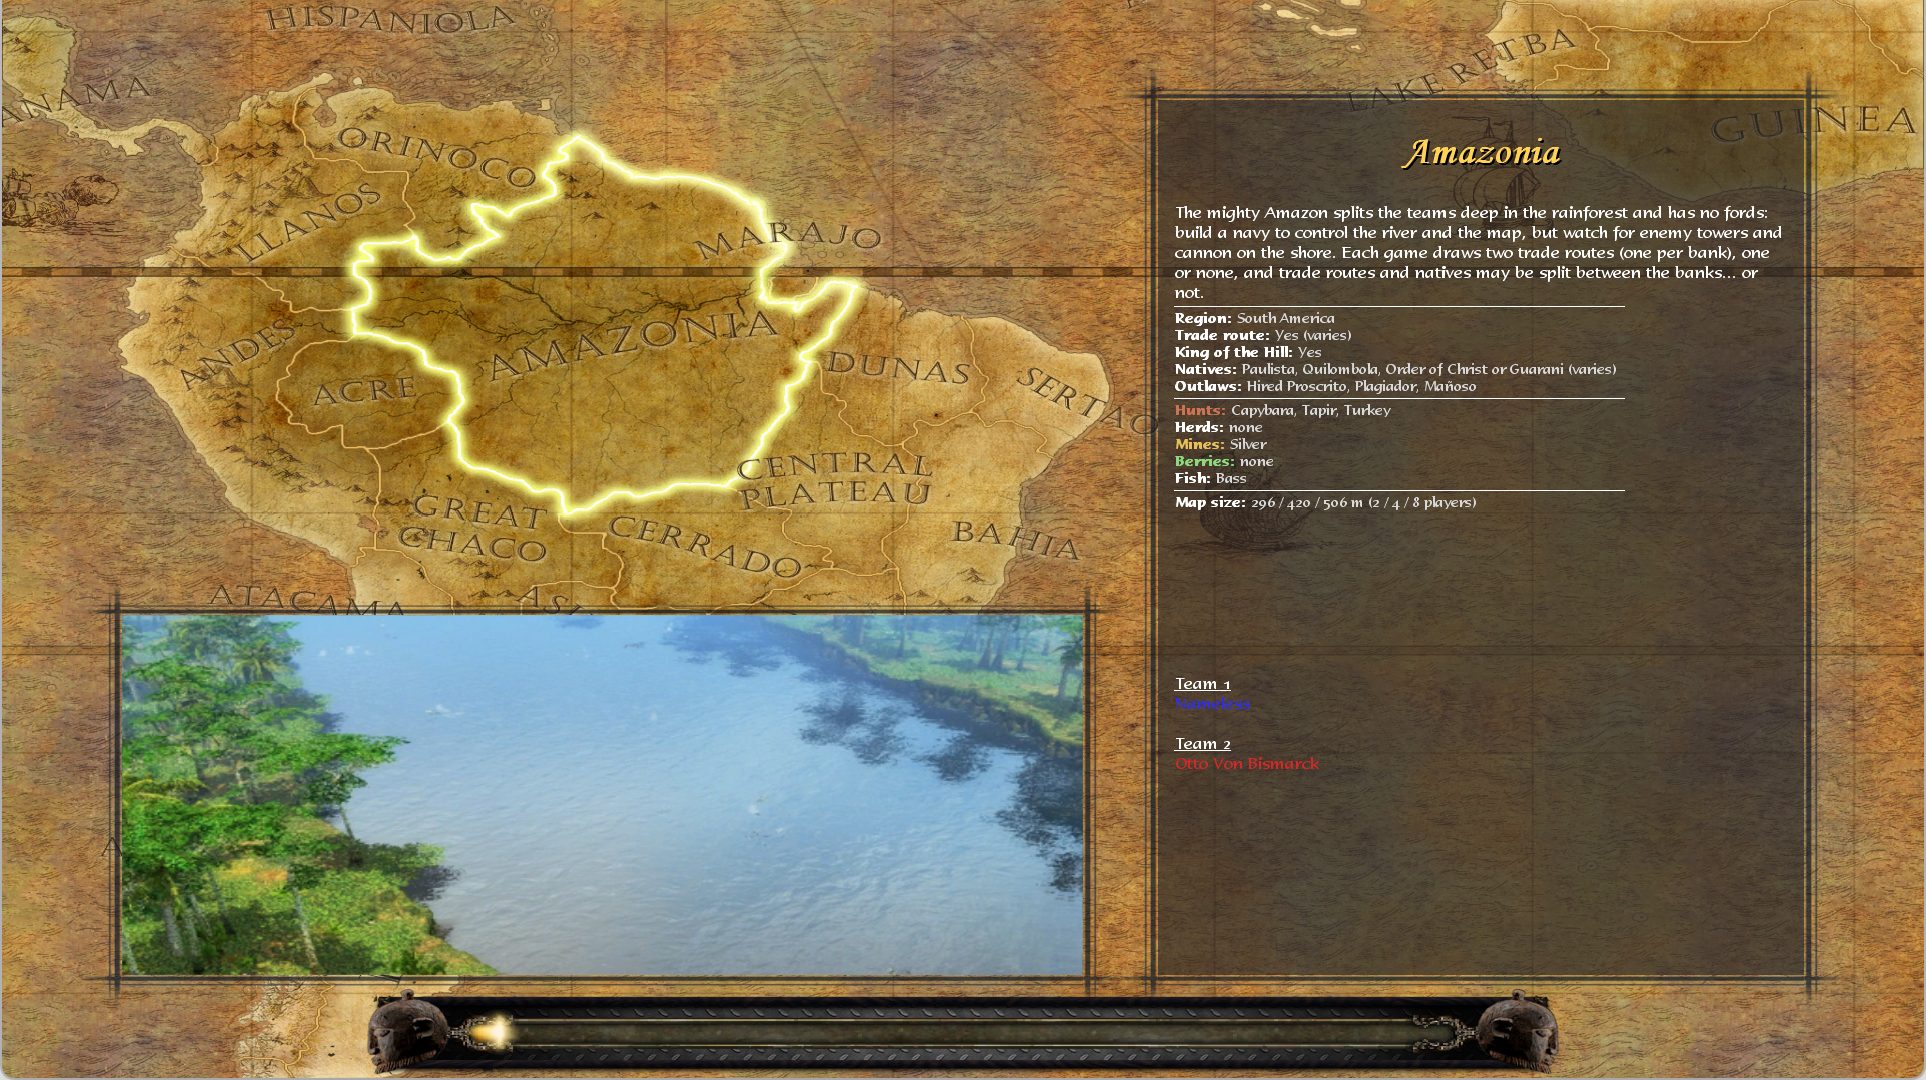 HISPANIOLA
LAKE RETBA
GUINEA
ORINOCO
LLANOS
MARAJO
AMAZONIA
ANDES
ACRE
DUNAS
SERTAO
CENTRAL
PLATEAU
GREAT
CHACO
CERRADO
BAHIA
ATACAMA
Amazonia
The mighty Amazon splits the teams deep in the rainforest and has no fords:
build a navy to control the river and the map, but watch for enemy towers and
cannon on the shore. Each game draws two trade routes (one per bank), one
or none, and trade routes and natives may be split between the banks... or
not.
Region: South America
Trade route: Yes (varies)
King of the Hill: Yes
Natives: Paulista, Quilombola, Order of Christ or Guarani (varies)
Outlaws: Hired Proscrito, Plagiador, Mañoso
Hunts: Capybara, Tapir, Turkey
Herds: none
Mines: Silver
Berries: none
Fish: Bass
Map size: 296 / 420 / 506 m (2 / 4 / 8 players)
Team 1
Nameless
Team 2
Otto Von Bismarck